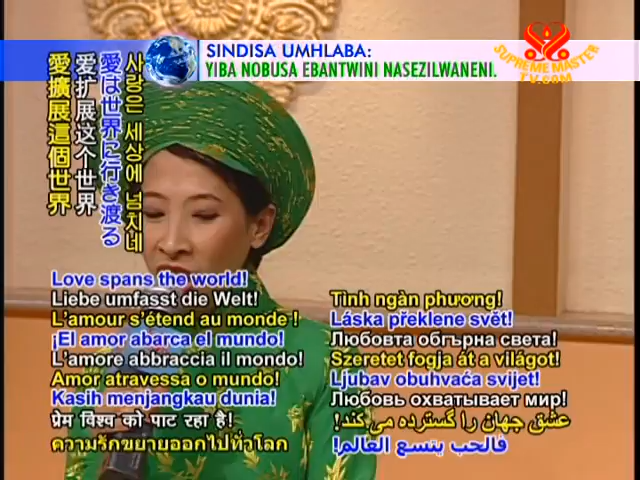 SINDISA UMHLABA:
YIBA NOBUSA EBANTWINI NASEZILWANENI.
SUPREME MASTER
TV.COM
愛擴展這個世界
爱扩展这个世界
愛は世界に行き渡る
사랑은 세상에 넘치네
Love spans the world!
Liebe umfasst die Welt!
L'amour s'étend au monde !
¡El amor abarca el mundo!
L'amore abbraccia il mondo!
Amor atravessa o mundo!
Kasih menjangkau dunia!
प्रेम विश्व को पाट रहा है!
ความรักขยายออกไปทั่วโลก
Tình ngàn phương!
Láska překlene svět!
Любовта обгърна света!
Szeretet fogja át a világot!
Ljubav obuhvaća svijet!
Любовь охватывает мир!
عشق جهان را گسترده می کند!
فالحب يتسع العالم!